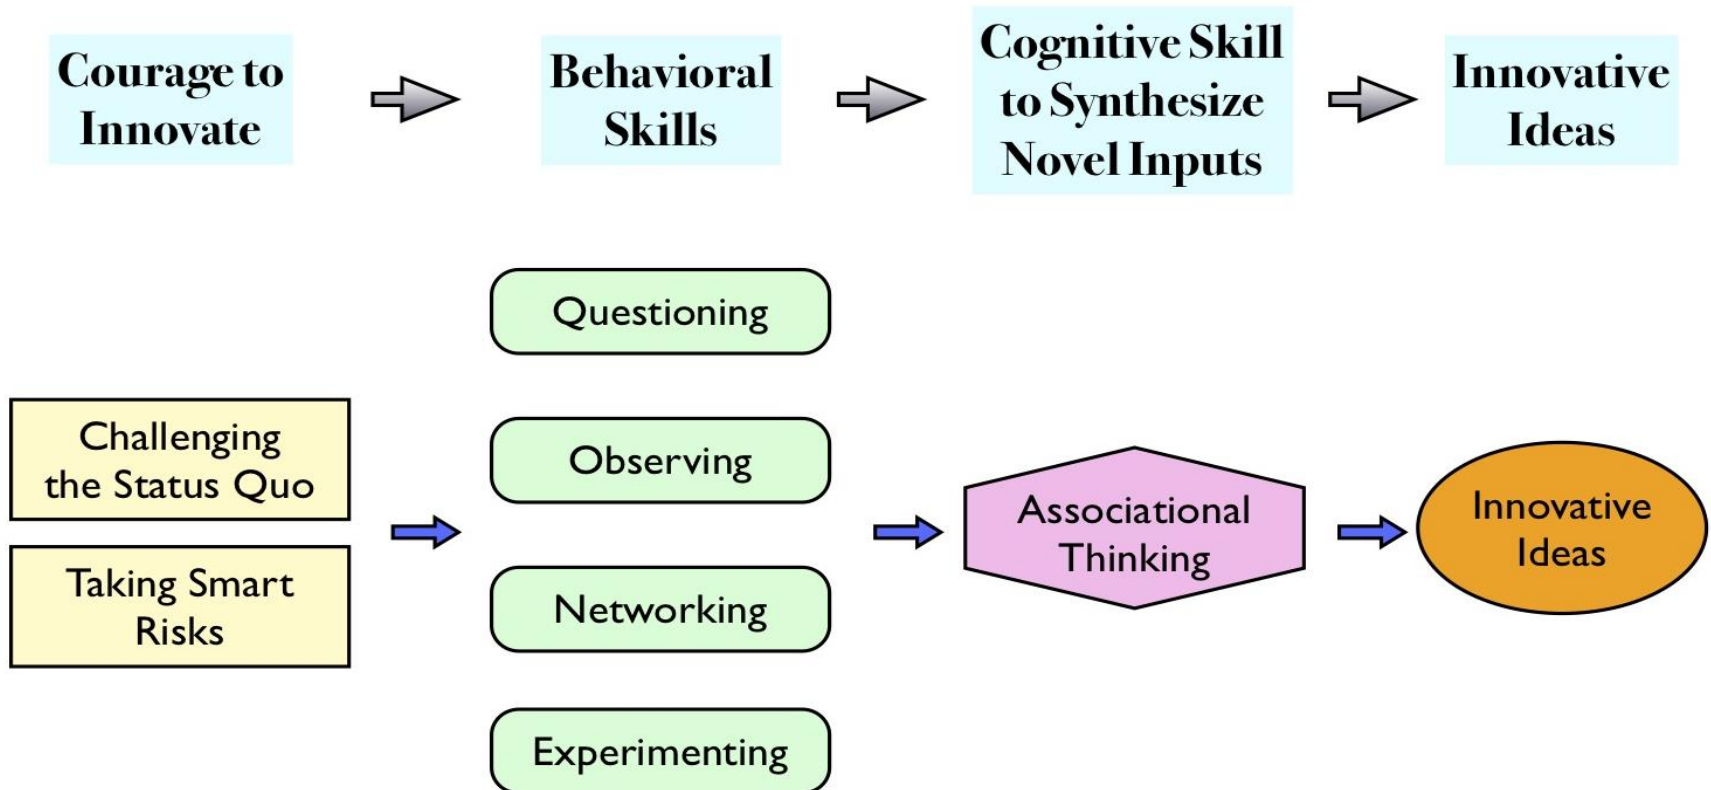 Courage to
Innovate
Behavioral
Skills
Cognitive Skill
to Synthesize
Novel Inputs
Innovative
Ideas
Challenging
the Status Quo
Taking Smart
Risks
Questioning
Observing
Networking
Experimenting
Associational
Thinking
Innovative
Ideas